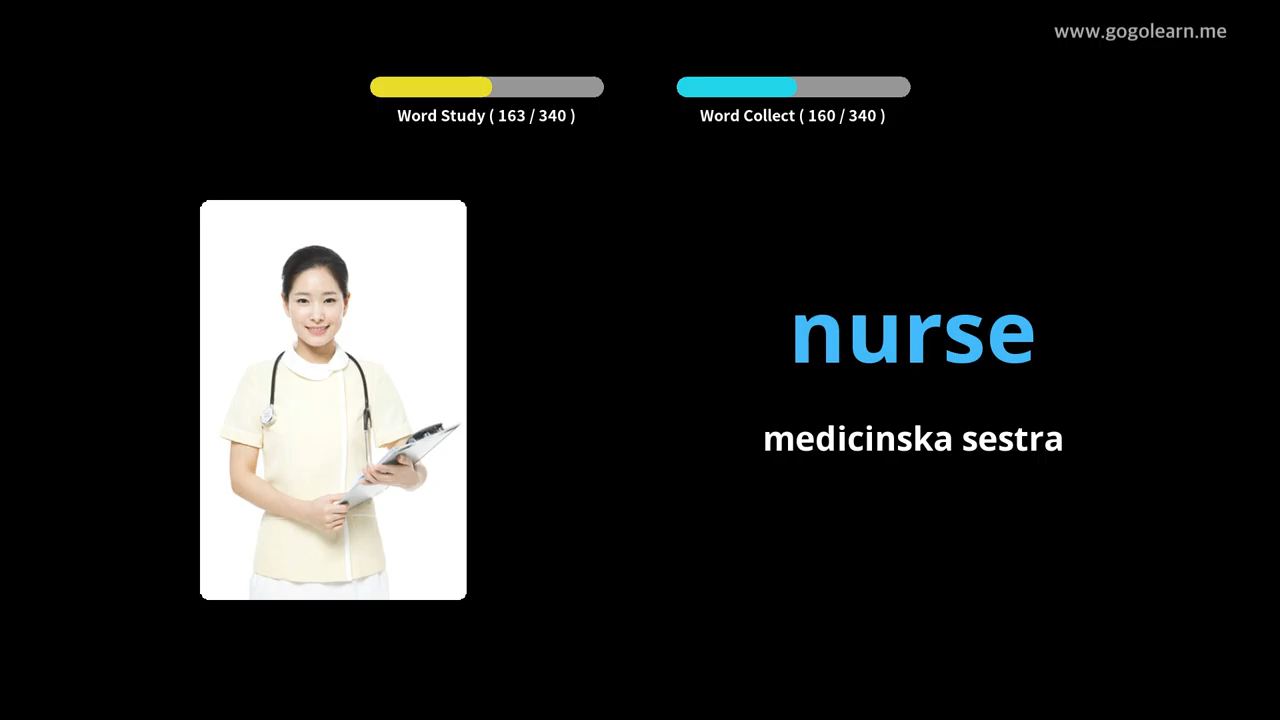 www.gogolearn.me
Word Study ( 163 / 340 )
Word Collect ( 160 / 340 )
nurse
medicinska sestra